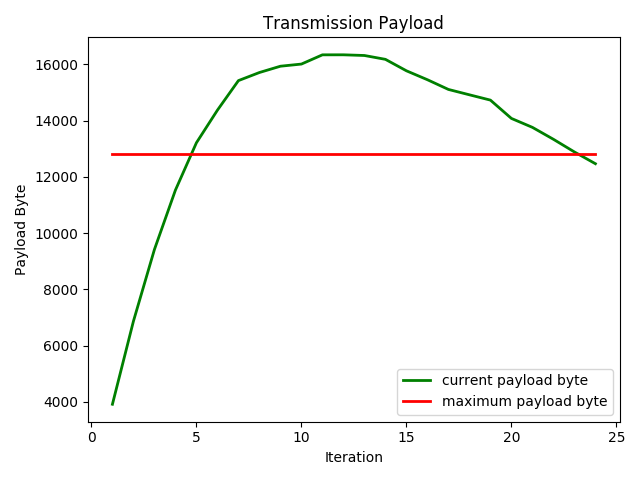 Transmission Payload
16000
14000
12000
10000
8000
6000
4000
Payload Byte
0 5 10 15 20 25
Iteration
current payload byte
maximum payload byte